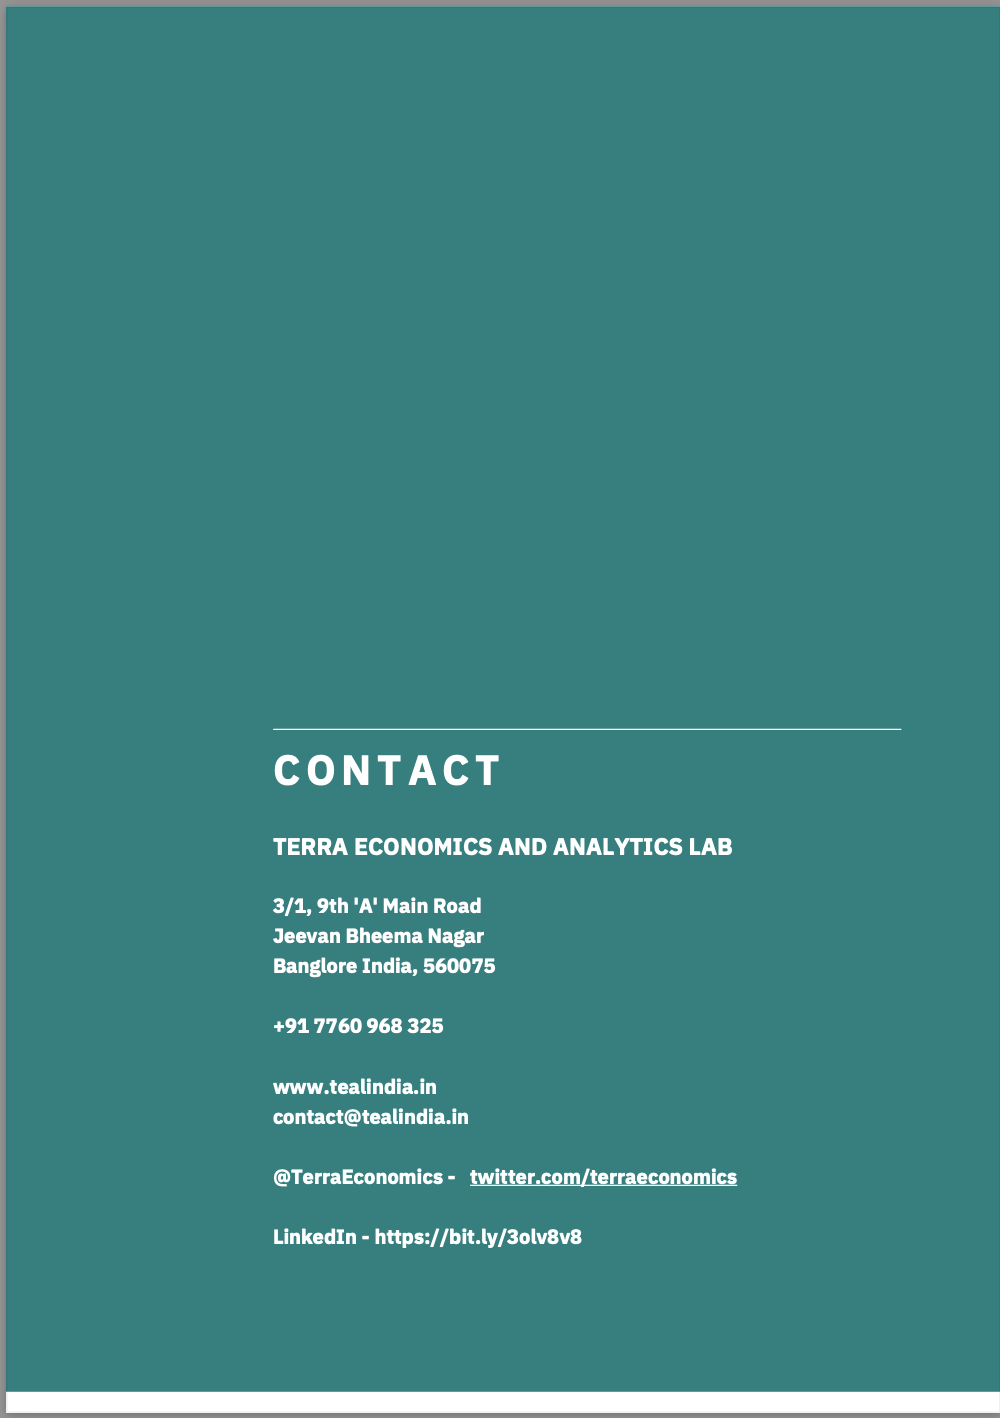 CONTACT
TERRA ECONOMICS AND ANALYTICS LAB
3/1, 9th 'A' Main Road
Jeevan Bheema Nagar
Banglore India, 560075
+91 7760 968 325
www.tealindia.in
contact@tealindia.in
@TerraEconomics - twitter.com/terraeconomics
LinkedIn - https://bit.ly/3olv8v8